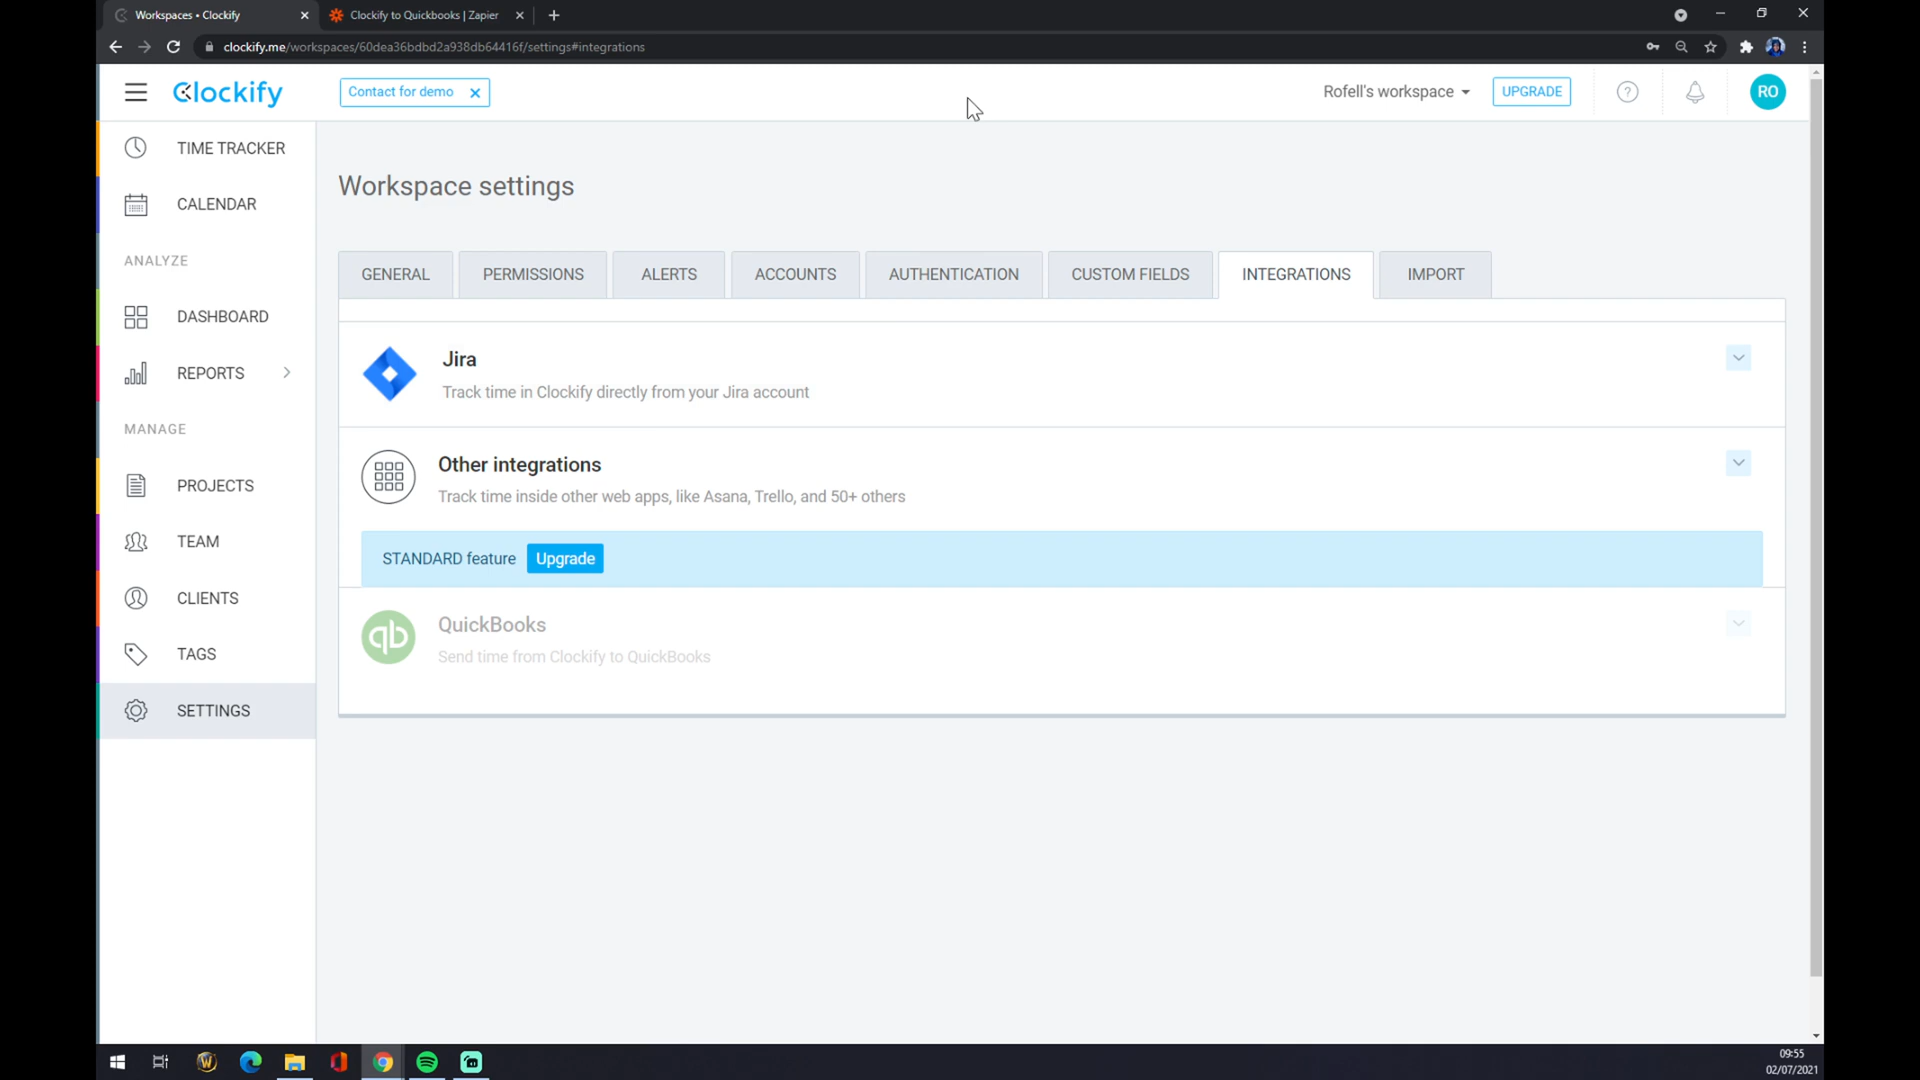 Workspaces • Clockify
Clockify to Quickbooks | Zapier
clockify.me/workspaces/60dea36bdbd2a938db64416f/settings#integrations
Clockify
Contact for demo
Rofell's workspace
UPGRADE
RO
TIME TRACKER
CALENDAR
ANALYZE
DASHBOARD
REPORTS
MANAGE
PROJECTS
TEAM
CLIENTS
TAGS
SETTINGS
Workspace settings
GENERAL
PERMISSIONS
ALERTS
ACCOUNTS
AUTHENTICATION
CUSTOM FIELDS
INTEGRATIONS
IMPORT
Jira
Track time in Clockify directly from your Jira account
Other integrations
Track time inside other web apps, like Asana, Trello, and 50+ others
STANDARD feature
Upgrade
qb
QuickBooks
Send time from Clockify to QuickBooks
09:55
02/07/2021